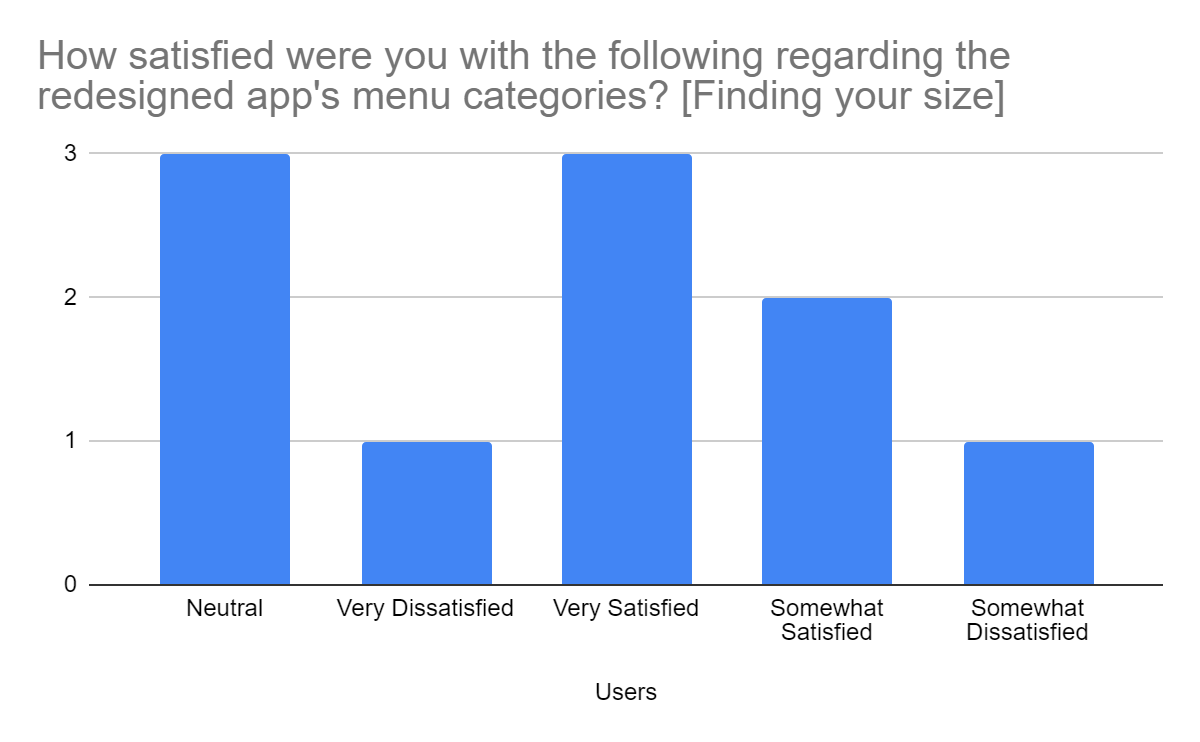 How satisfied were you with the following regarding the
redesigned app's menu categories? [Finding your size]
3
2
1
0
Neutral
Very Dissatisfied
Very Satisfied
Somewhat
Satisfied
Somewhat
Dissatisfied
Users